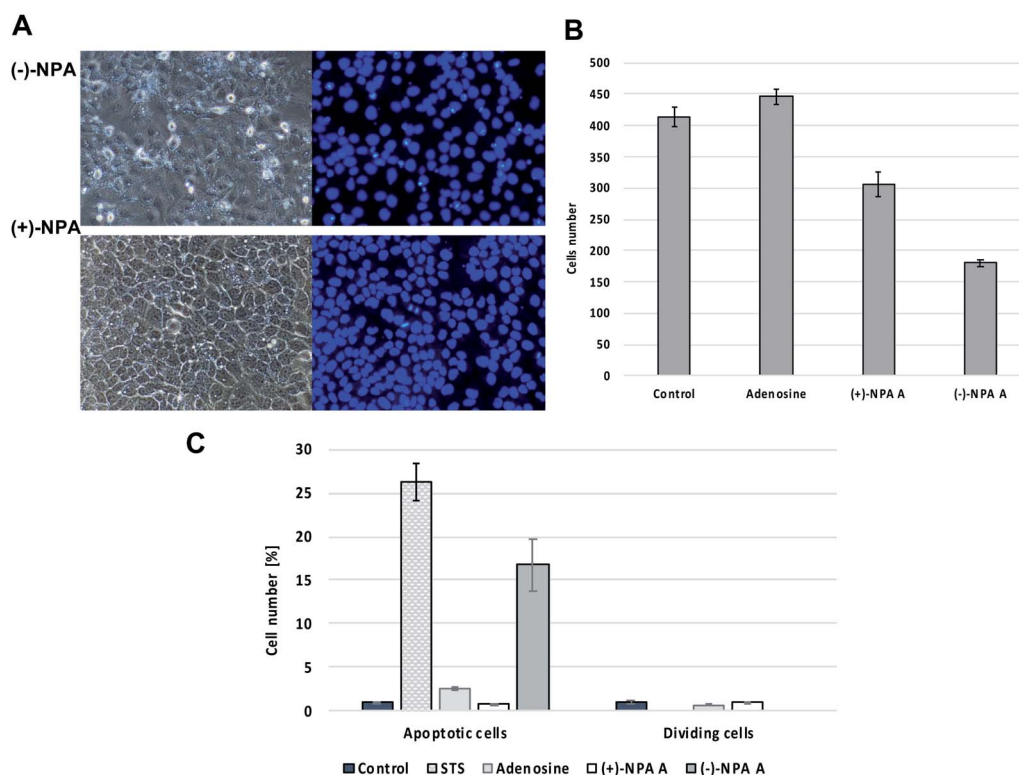 A
(-)-NPA
(+)-NPA
B
500
450
400
350
300
250
200
150
100
50
0
Cells number
Control Adenosine (+)-NPA A (-)-NPA A
C
30
25
20
15
10
5
0
Cell number [%]
Apoptotic cells Dividing cells
Control STS Adenosine (+)-NPA A (-)-NPA A